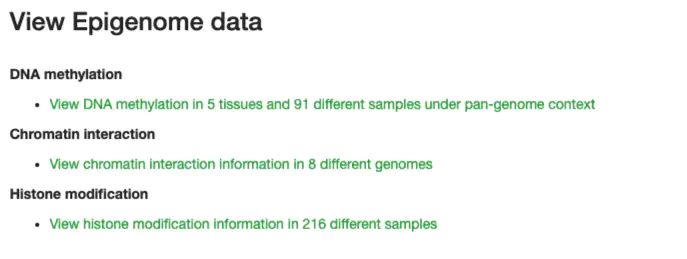 View Epigenome data
DNA methylation
View DNA methylation in 5 tissues and 91 different samples under pan-genome context
Chromatin interaction
View chromatin interaction information in 8 different genomes
Histone modification
View histone modification information in 216 different samples